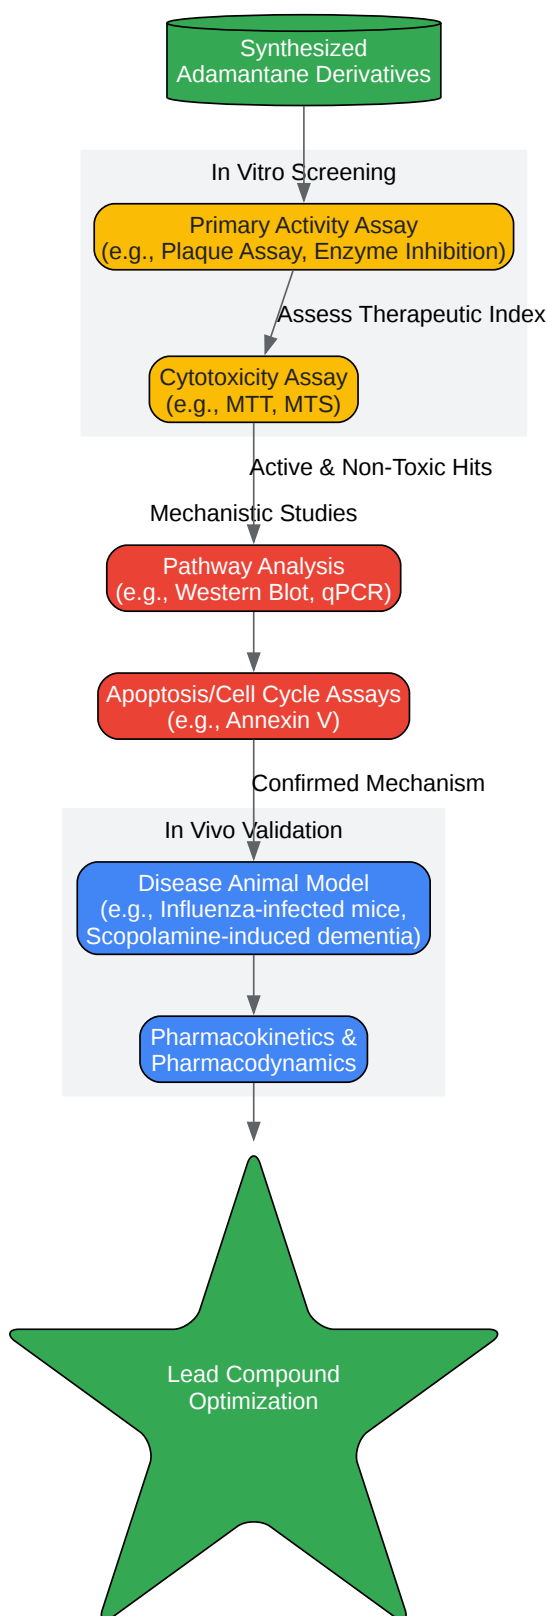 Synthesized
Adamantane Derivatives
In Vitro Screening
Primary Activity Assay
(e.g., Plaque Assay, Enzyme Inhibition)
Assess Therapeutic Index
Cytotoxicity Assay
(e.g., MTT, MTS)
Active & Non-Toxic Hits
Mechanistic Studies
Pathway Analysis
(e.g., Western Blot, qPCR)
Apoptosis/Cell Cycle Assays
(e.g., Annexin V)
Confirmed Mechanism
In Vivo Validation
Disease Animal Model
(e.g., Influenza-infected mice,
Scopolamine-induced dementia)
Pharmacokinetics &
Pharmacodynamics
Lead Compound
Optimization